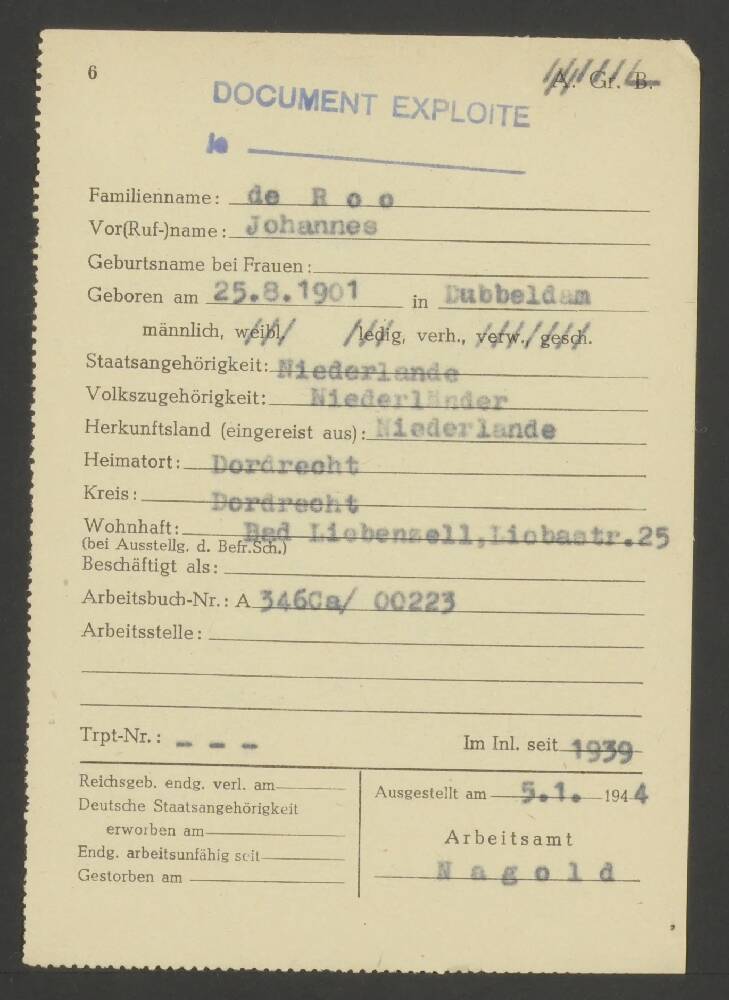 6
A. Gr. B.
DOCUMENT EXPLOITE
le
Familienname: de Roo
Vor(Ruf-)name: Johannes
Geburtsname bei Frauen:
Geboren am 25.8.1901 in Dubbeldam
männlich, weibl. ledig, verh., verw., gesch.
Staatsangehörigkeit: Niederlande
Volkszugehörigkeit: Niederländer
Herkunftsland (eingereist aus): Niederlande
Heimatort: Dordrecht
Kreis: Dordrecht
Wohnhaft: Bad Liebenzell,Liobastr.25
(bei Ausstellg. d. Befr.Sch.)
Beschäftigt als:
Arbeitsbuch-Nr.: A 346Ca/ 00223
Arbeitsstelle:
Trpt-Nr.: - - - Im Inl. seit 1939
Reichsgeb. endg. verl. am
Deutsche Staatsangehörigkeit
erworben am
Endg. arbeitsunfähig seit
Gestorben am
Ausgestellt am 5.1. 1944
Arbeitsamt
Nagold